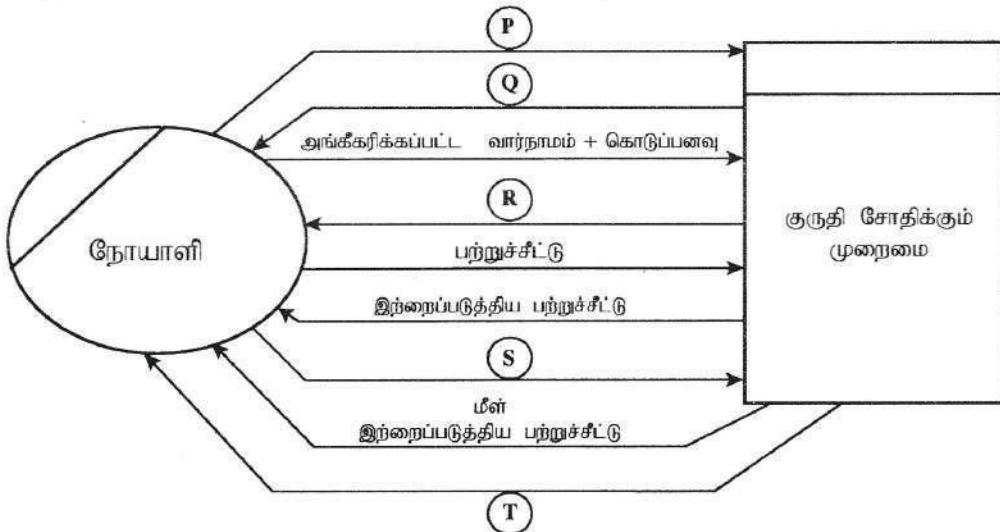 P
Q
அங்கீகரிக்கப்பட்ட வார்நாமம் + கொடுப்பனவு
R
குருதி சோதிக்கும்
முறைமை
நோயாளி
பற்றுச்சீட்டு
இற்றைப்படுத்திய பற்றுச்சீட்டு
S
மீள்
இற்றைப்படுத்திய பற்றுச்சீட்டு
T